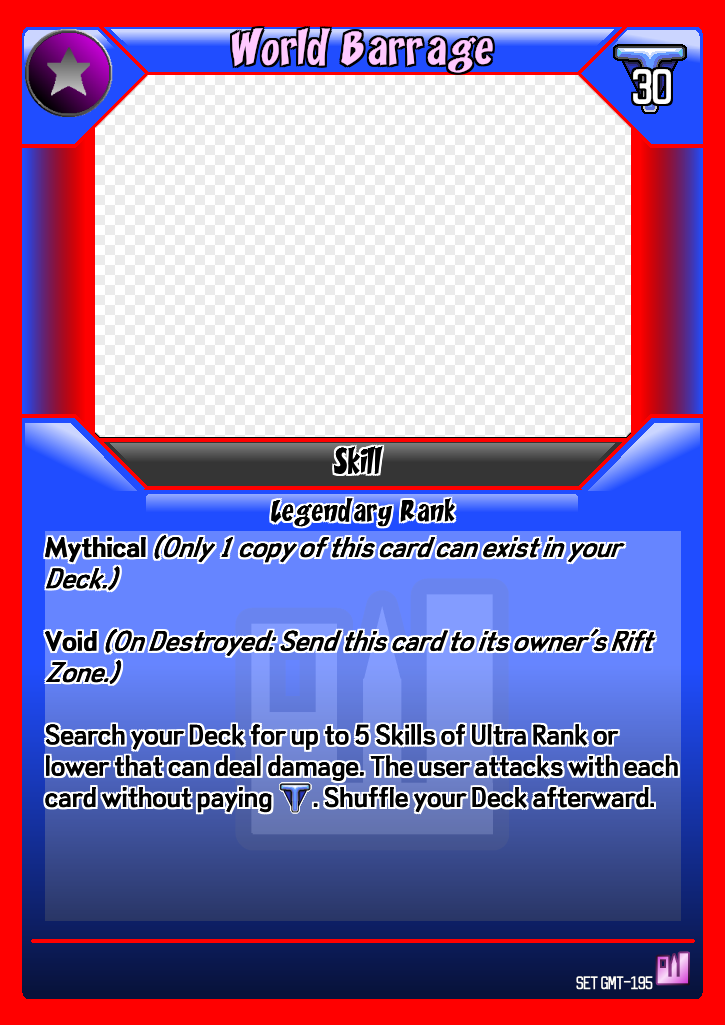 World Barrage
30
Skill
Legendary Rank
Mythical (Only 1 copy of this card can exist in your
Deck.)
Void (On Destroyed: Send this card to its owner's Rift
Zone.)
Search your Deck for up to 5 Skills of Ultra Rank or
lower that can deal damage. The user attacks with each
card without paying . Shuffle your Deck afterward.
SET GMT-195